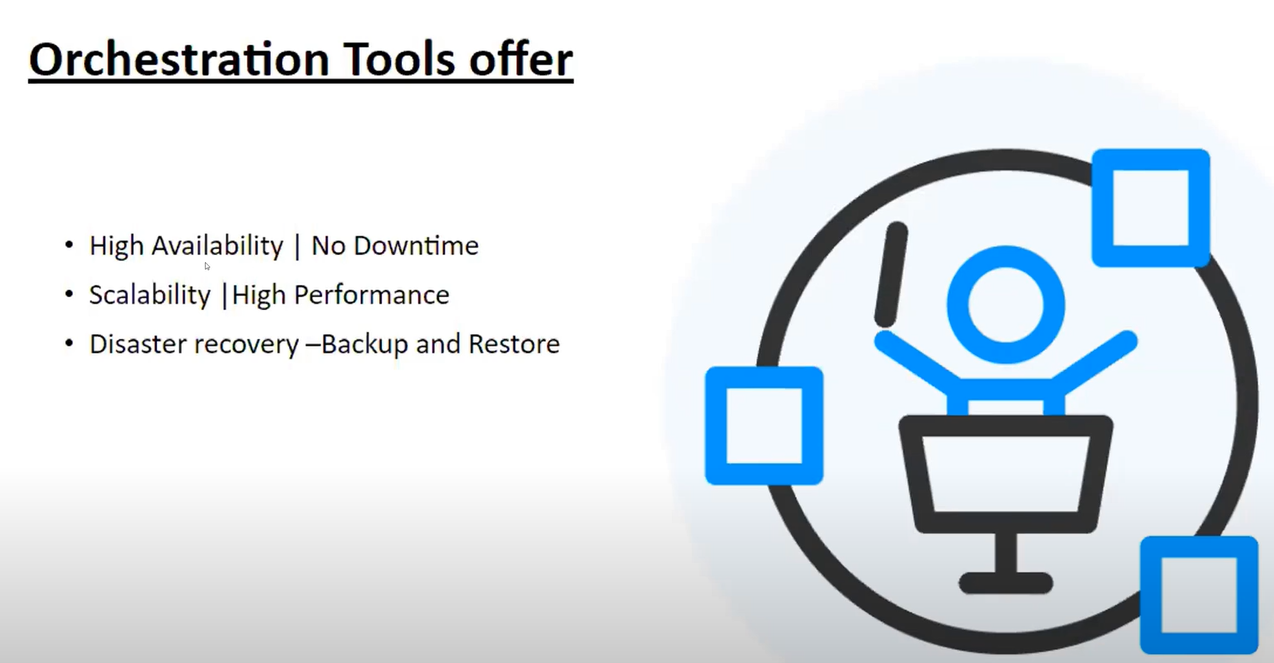 Orchestration Tools offer
• High Availability | No Downtime
• Scalability |High Performance
• Disaster recovery –Backup and Restore